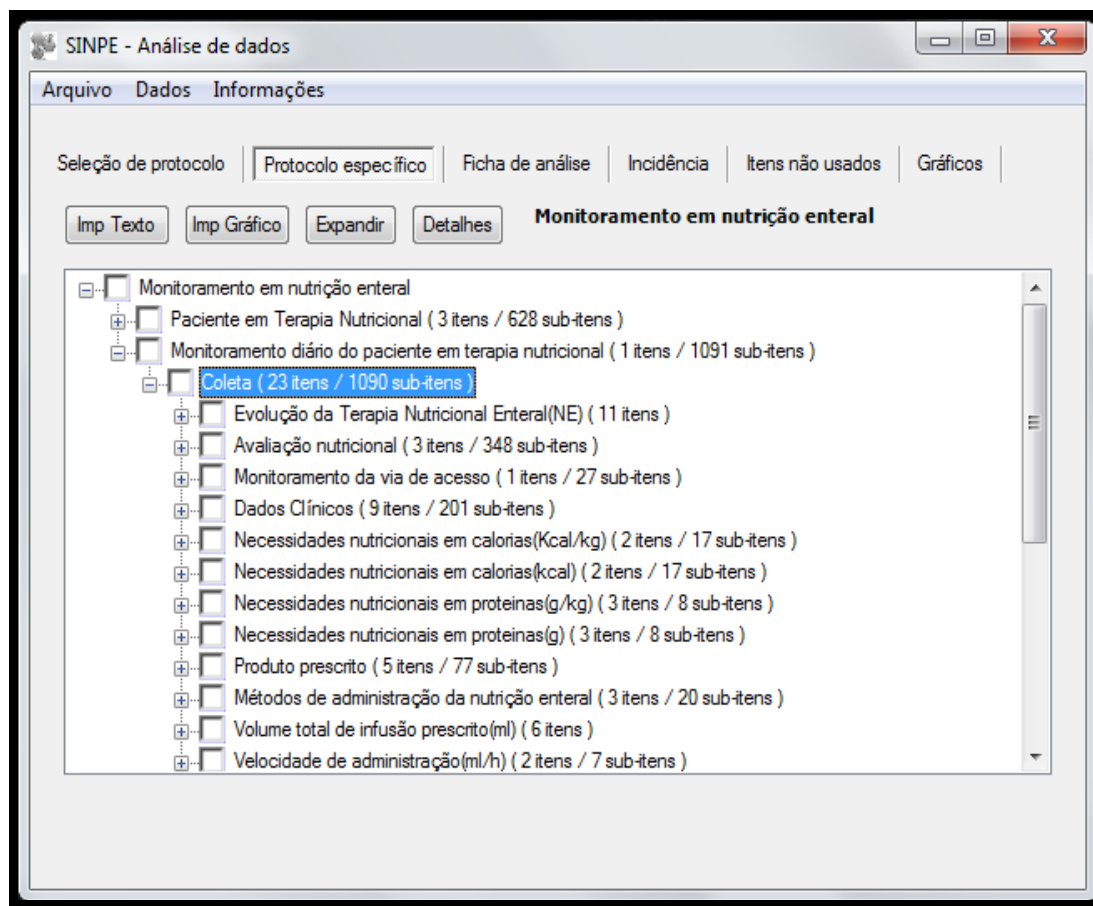 SINPE - Análise de dados
Arquivo Dados Informações
Seleção de protocolo Protocolo específico Ficha de análise Incidência Itens não usados Gráficos
Imp Texto Imp Gráfico Expandir Detalhes Monitoramento em nutrição enteral
Monitoramento em nutrição enteral
Paciente em Terapia Nutricional ( 3 itens / 628 sub-itens )
Monitoramento diário do paciente em terapia nutricional ( 1 itens / 1091 sub-itens )
Coleta ( 23 itens / 1090 sub-itens )
Evolução da Terapia Nutricional Enteral(NE) ( 11 itens )
Avaliação nutricional ( 3 itens / 348 sub-itens )
Monitoramento da via de acesso ( 1 itens / 27 sub-itens )
Dados Clínicos ( 9 itens / 201 sub-itens )
Necessidades nutricionais em calorias(Kcal/kg) ( 2 itens / 17 sub-itens )
Necessidades nutricionais em calorias(kcal) ( 2 itens / 17 sub-itens )
Necessidades nutricionais em proteinas(g/kg) ( 3 itens / 8 sub-itens )
Necessidades nutricionais em proteinas(g) ( 3 itens / 8 sub-itens )
Produto prescrito ( 5 itens / 77 sub-itens )
Métodos de administração da nutrição enteral ( 3 itens / 20 sub-itens )
Volume total de infusão prescrito(ml) ( 6 itens )
Velocidade de administração(ml/h) ( 2 itens / 7 sub-itens )